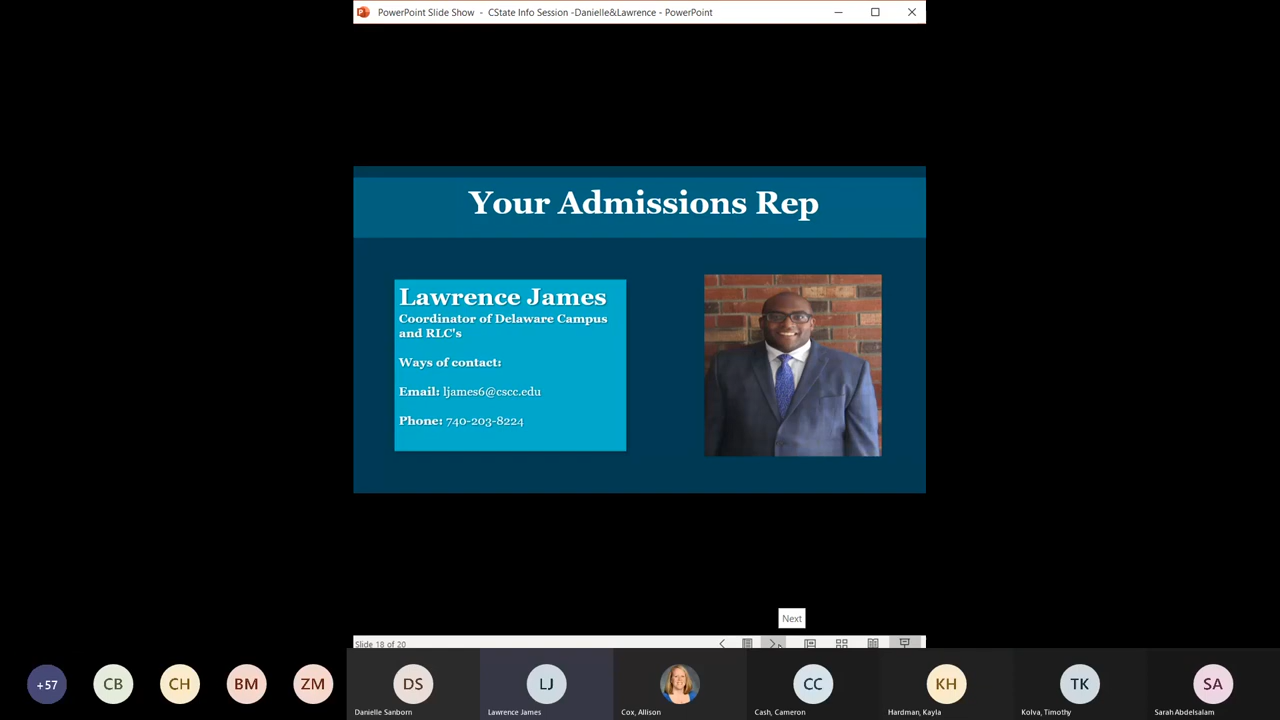 PowerPoint Slide Show - CState Info Session -Danielle&Lawrence - PowerPoint
Your Admissions Rep
Lawrence James
Coordinator of Delaware Campus
and RLC's
Ways of contact:
Email: ljames6@cscc.edu
Phone: 740-203-8224
Next
Slide 18 of 20
+57
CB
CH
BM
ZM
DS
LJ
CC
KH
TK
SA
Danielle Sanborn
Lawrence James
Cox, Allison
Cash, Cameron
Hardman, Kayla
Kolva, Timothy
Sarah Abdelsalam